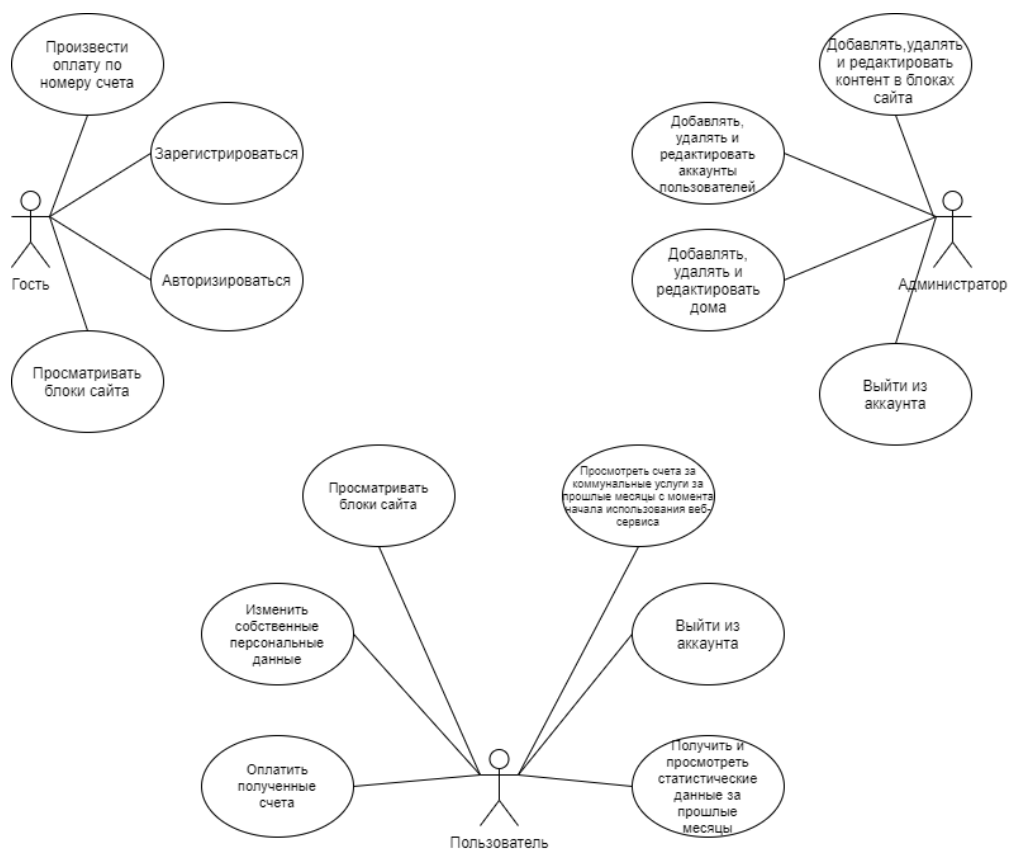 Произвести
оплату по
номеру счета
Зарегистрироваться
Гость
Авторизироваться
Просматривать
блоки сайта
Добавлять,удалять
и редактировать
контент в блоках
сайта
Добавлять,
удалять и
редактировать
аккаунты
пользователей
Добавлять,
удалять и
редактировать
дома
Администратор
Выйти из
аккаунта
Просматривать
блоки сайта
Просмотреть счета за
коммунальные услуги за
прошлые месяцы с момента
начала использования веб-
сервиса
Изменить
собственные
персональные
данные
Выйти из
аккаунта
Оплатить
полученные
счета
Получить и
просмотреть
статистические
данные за
прошлые
месяцы
Пользователь